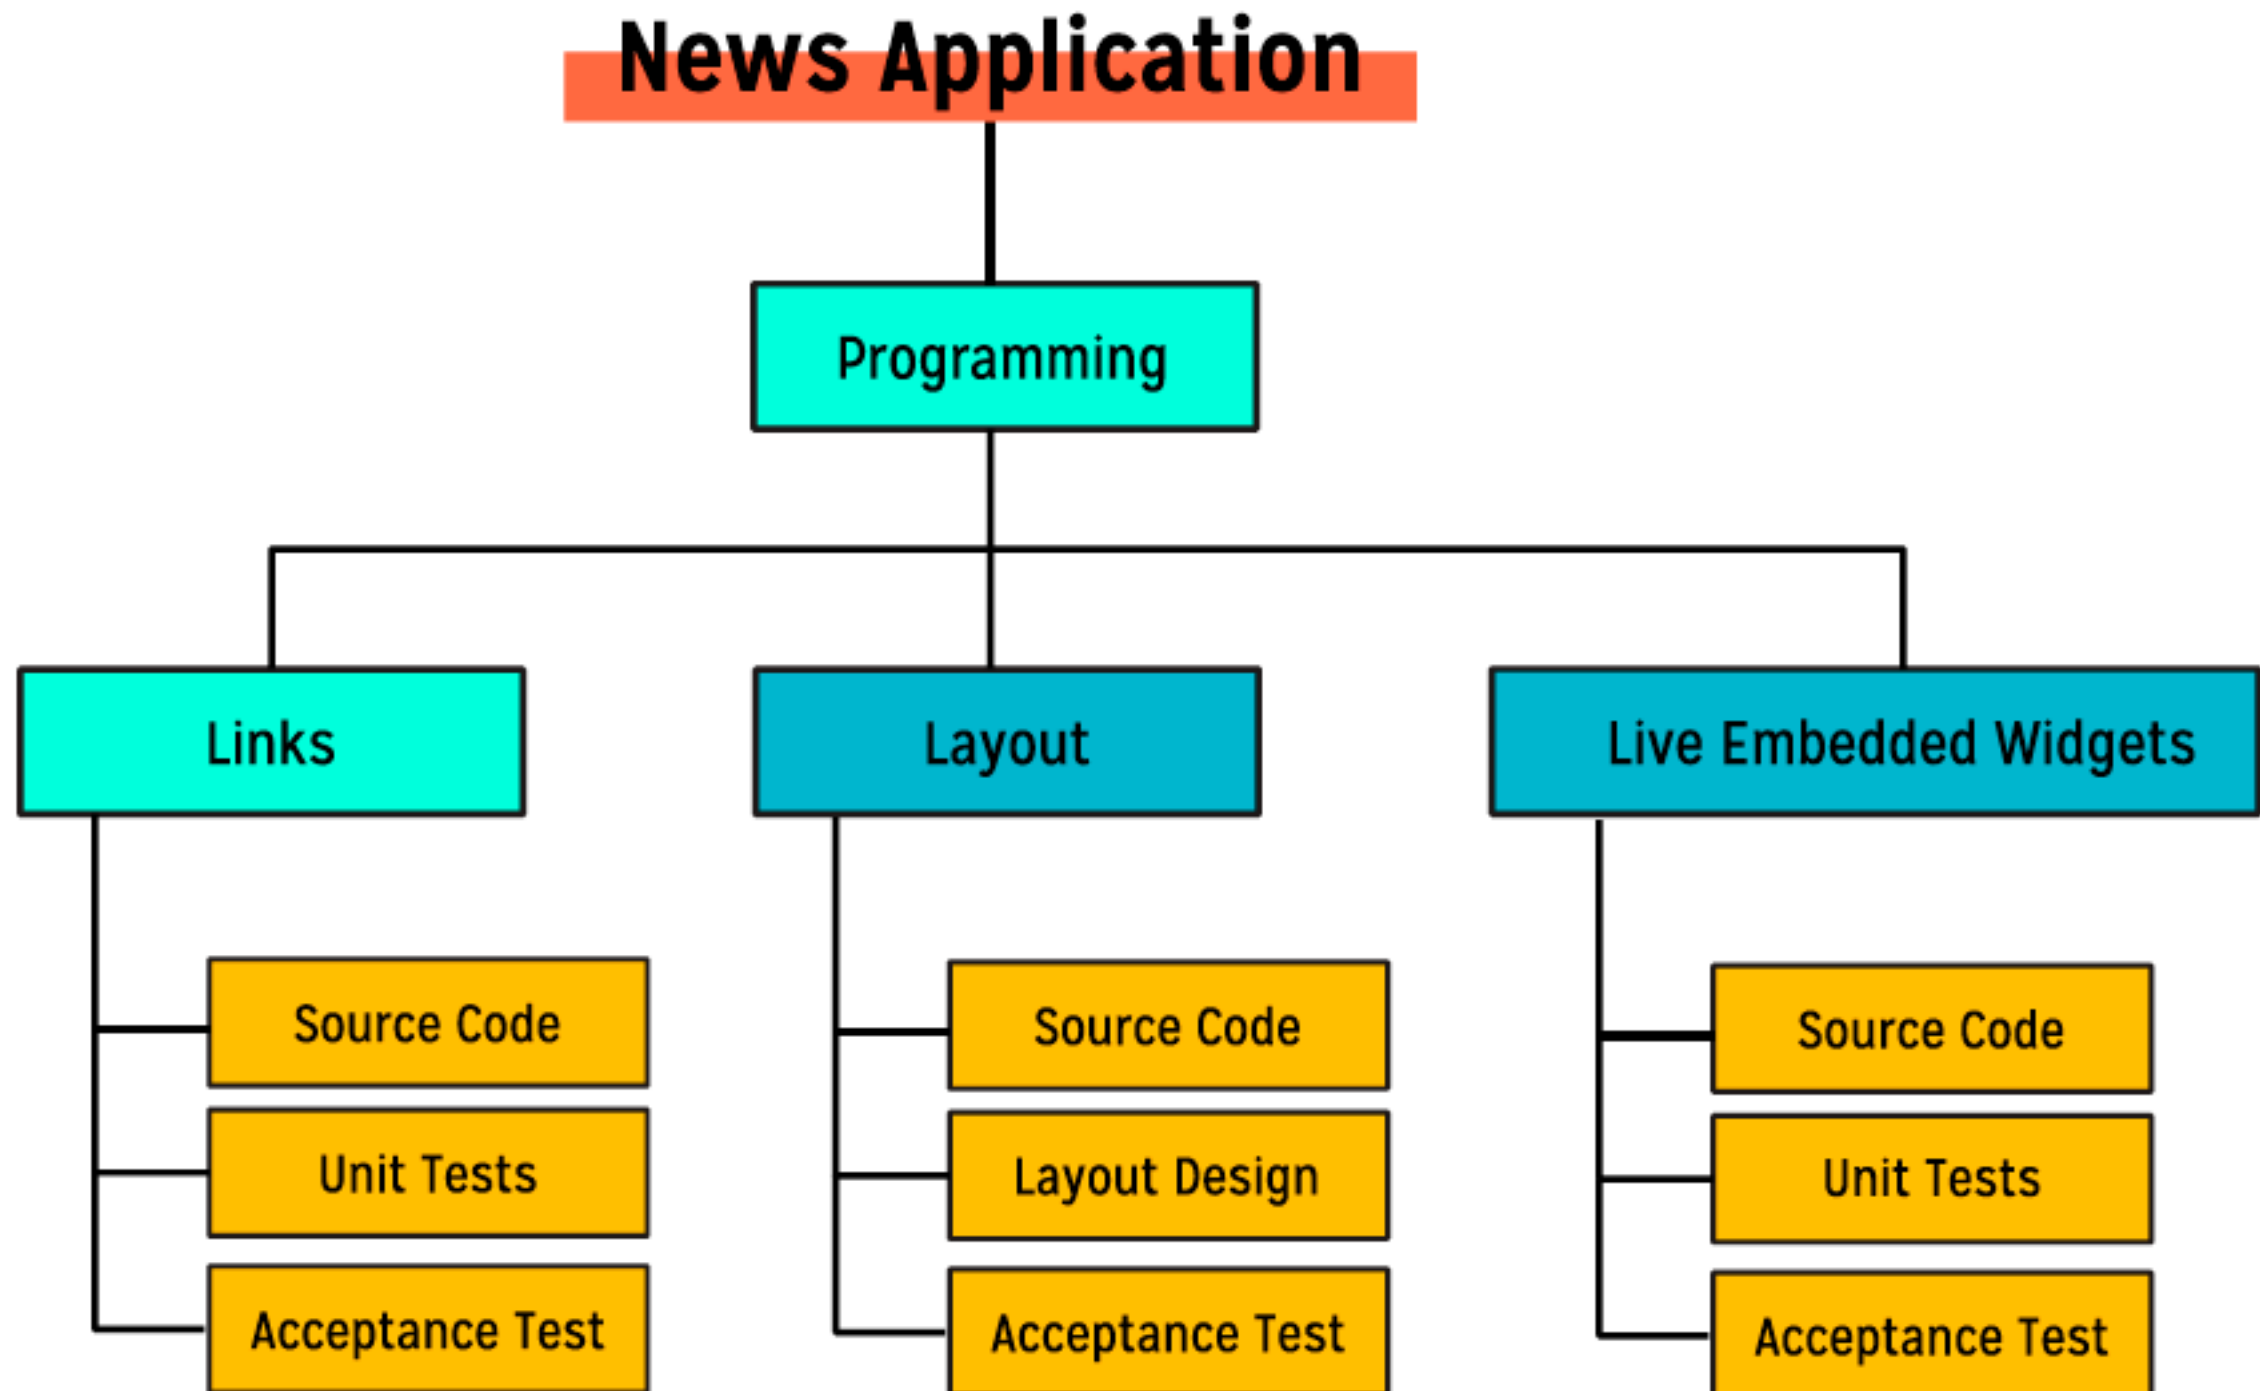 News Application
Programming
Links
Layout
Live Embedded Widgets
Source Code
Unit Tests
Acceptance Test
Source Code
Layout Design
Acceptance Test
Source Code
Unit Tests
Acceptance Test